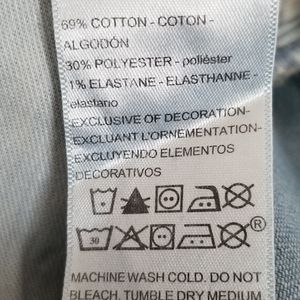 69% COTTON - COTON -
ALGODÓN
30% POLYESTER - poliéster
1% ELASTANE - ELASTHANNE -
elastano
EXCLUSIVE OF DECORATION-
EXCLUANT L'ORNEMENTATION-
EXCLUYENDO ELEMENTOS
DECORATIVOS
30 ®
MACHINE WASH COLD. DO NOT
BLEACH. TUMBLE DRY MEDIUM